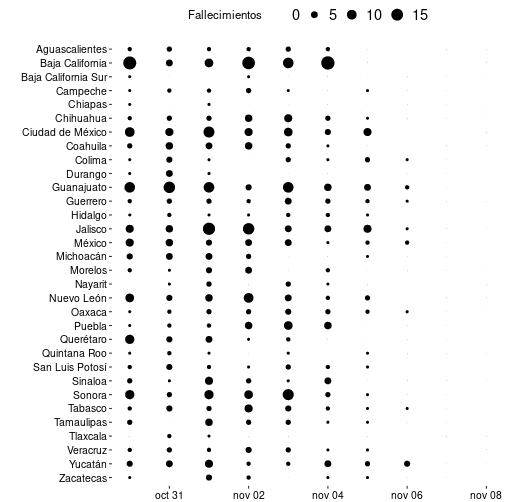 Fallecimientos 0 5 10 15
Aguascalientes
Baja California
Baja California Sur
Campeche
Chiapas
Chihuahua
Ciudad de México
Coahuila
Colima
Durango
Guanajuato
Guerrero
Hidalgo
Jalisco
México
Michoacán
Morelos
Nayarit
Nuevo León
Oaxaca
Puebla
Querétaro
Quintana Roo
San Luis Potosí
Sinaloa
Sonora
Tabasco
Tamaulipas
Tlaxcala
Veracruz
Yucatán
Zacatecas
oct 31 nov 02 nov 04 nov 06 nov 08